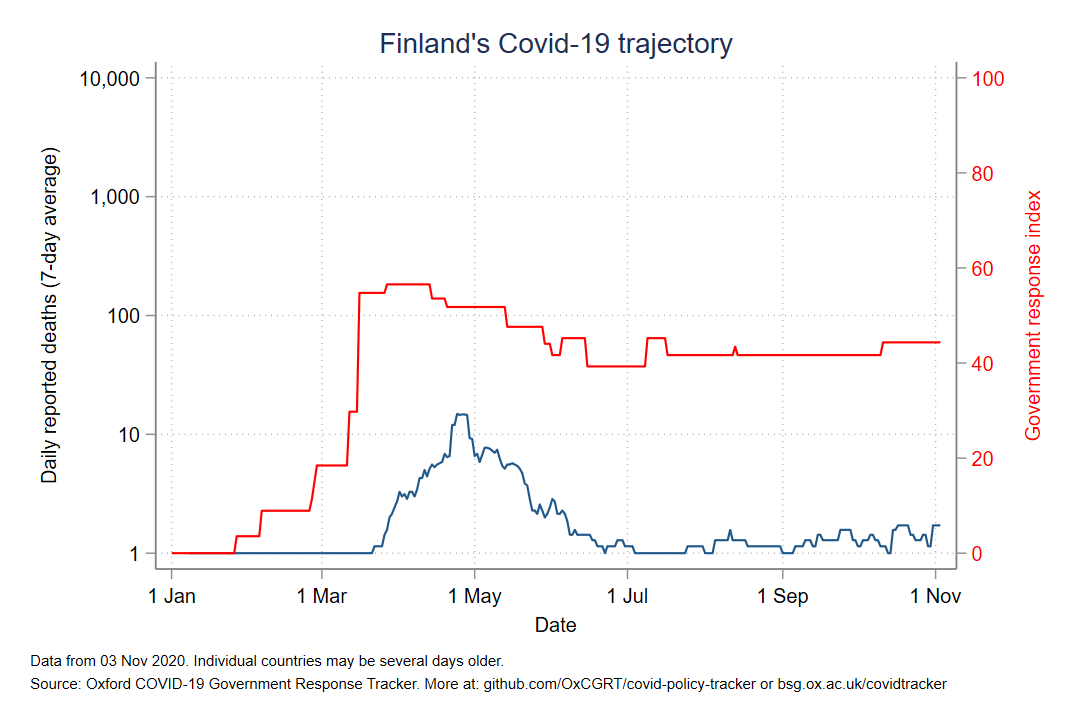 Finland's Covid-19 trajectory
10,000
1,000
100
10
1
Daily reported deaths (7-day average)
100
80
60
40
20
0
Government response index
1 Jan
1 Mar
1 May
1 Jul
1 Sep
1 Nov
Date
Data from 03 Nov 2020. Individual countries may be several days older.
Source: Oxford COVID-19 Government Response Tracker. More at: github.com/OxCGRT/covid-policy-tracker or bsg.ox.ac.uk/covidtracker